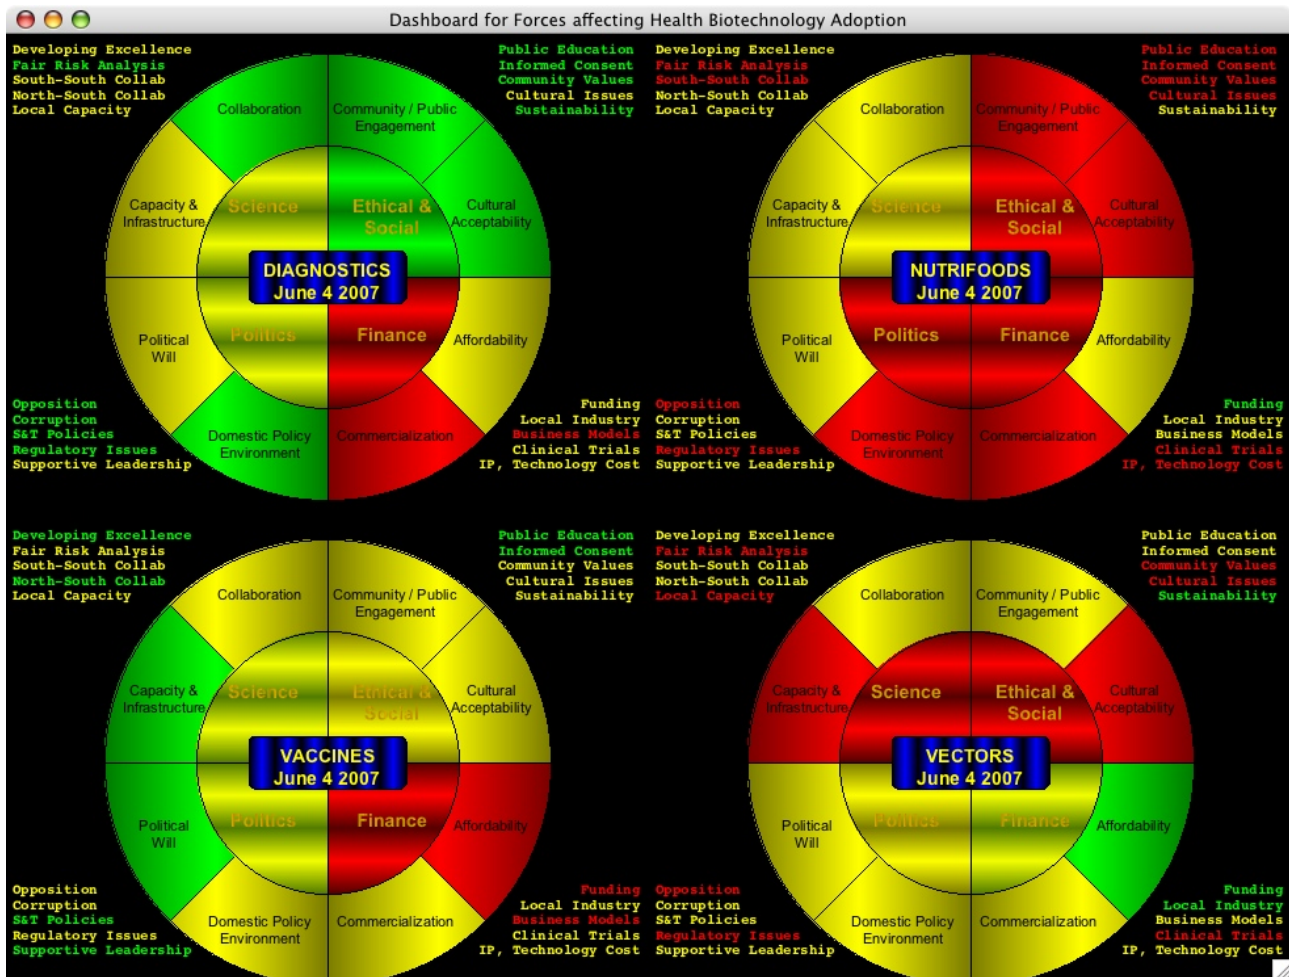 Dashboard for Forces affecting Health Biotechnology Adoption
Developing Excellence
Fair Risk Analysis
South-South Collab
North-South Collab
Local Capacity
Public Education
Informed Consent
Community Values
Cultural Issues
Sustainability
Collaboration
Community / Public
Engagement
Capacity &
Infrastructure
Science
Ethical &
Social
Cultural
Acceptability
DIAGNOSTICS
June 4 2007
Political
Will
Politics
Finance
Affordability
Domestic Policy
Environment
Commercialization
Opposition
Corruption
S&T Policies
Regulatory Issues
Supportive Leadership
Funding
Local Industry
Business Models
Clinical Trials
IP, Technology Cost
Developing Excellence
Fair Risk Analysis
South-South Collab
North-South Collab
Local Capacity
Public Education
Informed Consent
Community Values
Cultural Issues
Sustainability
Collaboration
Community / Public
Engagement
Capacity &
Infrastructure
Science
Ethical &
Social
Cultural
Acceptability
NUTRIFOODS
June 4 2007
Political
Will
Politics
Finance
Affordability
Domestic Policy
Environment
Commercialization
Opposition
Corruption
S&T Policies
Regulatory Issues
Supportive Leadership
Funding
Local Industry
Business Models
Clinical Trials
IP, Technology Cost
Developing Excellence
Fair Risk Analysis
South-South Collab
North-South Collab
Local Capacity
Public Education
Informed Consent
Community Values
Cultural Issues
Sustainability
Collaboration
Community / Public
Engagement
Capacity &
Infrastructure
Science
Ethical &
Social
Cultural
Acceptability
VACCINES
June 4 2007
Political
Will
Politics
Finance
Affordability
Domestic Policy
Environment
Commercialization
Opposition
Corruption
S&T Policies
Regulatory Issues
Supportive Leadership
Funding
Local Industry
Business Models
Clinical Trials
IP, Technology Cost
Developing Excellence
Fair Risk Analysis
South-South Collab
North-South Collab
Local Capacity
Public Education
Informed Consent
Community Values
Cultural Issues
Sustainability
Collaboration
Community / Public
Engagement
Capacity &
Infrastructure
Science
Ethical &
Social
Cultural
Acceptability
VECTORS
June 4 2007
Political
Will
Politics
Finance
Affordability
Domestic Policy
Environment
Commercialization
Opposition
Corruption
S&T Policies
Regulatory Issues
Supportive Leadership
Funding
Local Industry
Business Models
Clinical Trials
IP, Technology Cost